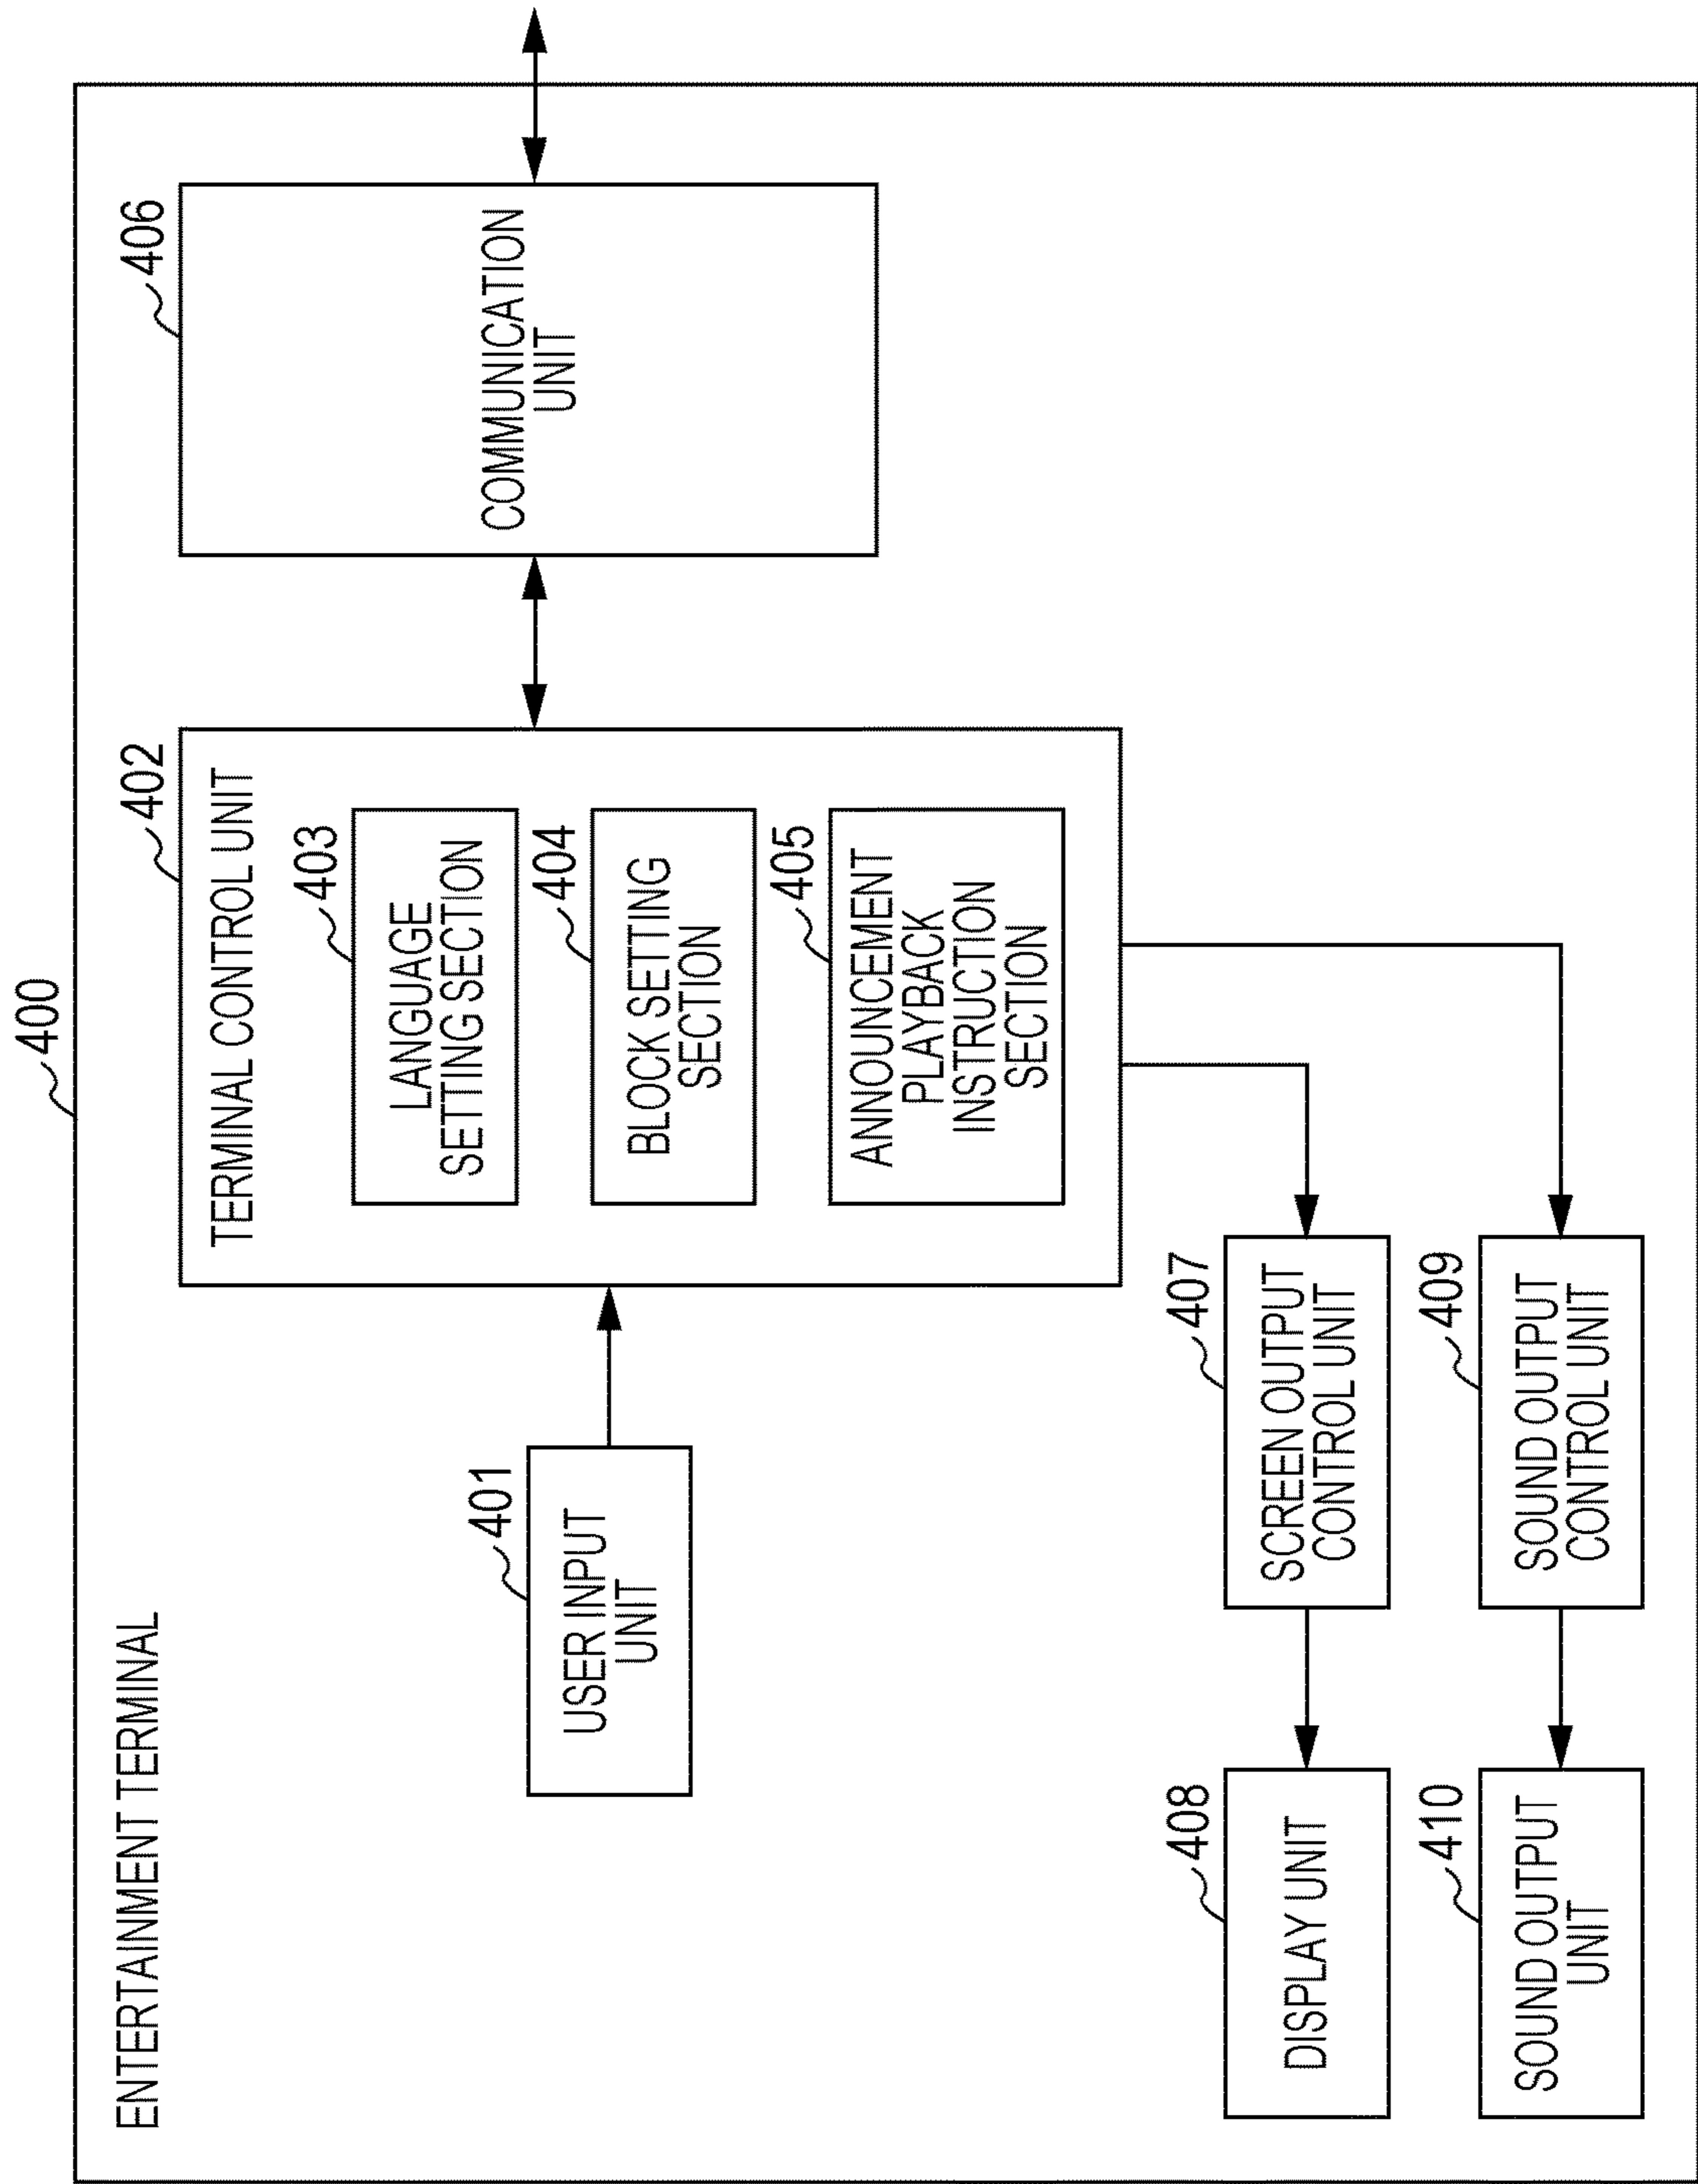 400
ENTERTAINMENT TERMINAL
401
USER INPUT
UNIT
402
TERMINAL CONTROL UNIT
403
LANGUAGE
SETTING SECTION
404
BLOCK SETTING
SECTION
405
ANNOUNCEMENT
PLAYBACK
INSTRUCTION
SECTION
406
COMMUNICATION
UNIT
408
DISPLAY UNIT
407
SCREEN OUTPUT
CONTROL UNIT
410
SOUND OUTPUT
UNIT
409
SOUND OUTPUT
CONTROL UNIT